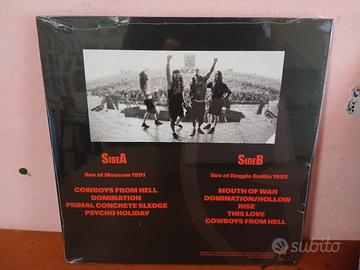 SIDEA
live at Moscow 1991
COWBOYS FROM HELL
DOMINATION
PRIMAL CONCRETE SLEDGE
PSYCHO HOLIDAY
SIDEB
live at Reggio Emilia 1992
MOUTH OF WAR
DOMINATION/HOLLOW
RISE
THIS LOVE
COWBOYS FROM HELL
subito